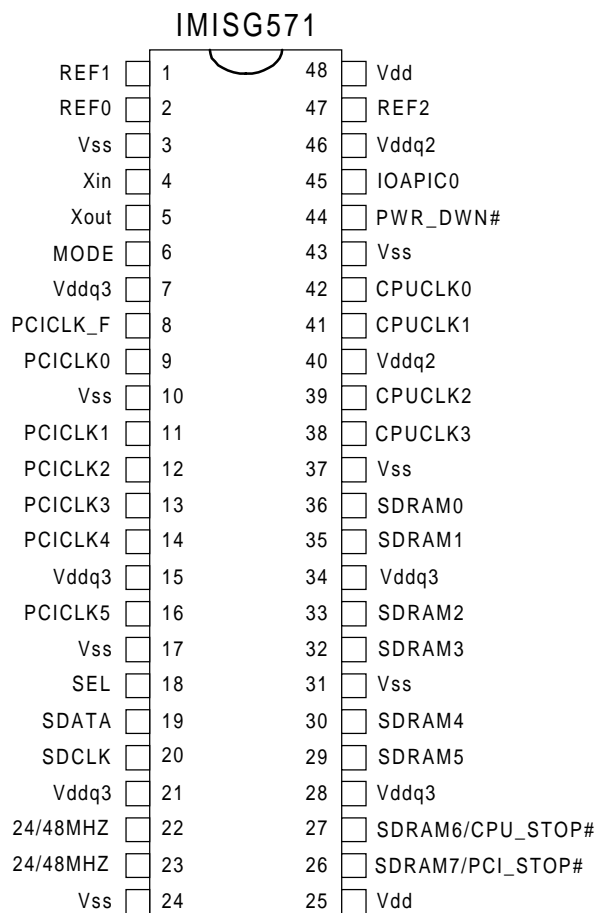 IMISG571
REF1 1 48 Vdd
REF0 2 47 REF2
Vss 3 46 Vddq2
Xin 4 45 IOAPIC0
Xout 5 44 PWR_DWN#
MODE 6 43 Vss
Vddq3 7 42 CPUCLK0
PCICLK_F 8 41 CPUCLK1
PCICLK0 9 40 Vddq2
Vss 10 39 CPUCLK2
PCICLK1 11 38 CPUCLK3
PCICLK2 12 37 Vss
PCICLK3 13 36 SDRAM0
PCICLK4 14 35 SDRAM1
Vddq3 15 34 Vddq3
PCICLK5 16 33 SDRAM2
Vss 17 32 SDRAM3
SEL 18 31 Vss
SDATA 19 30 SDRAM4
SDCLK 20 29 SDRAM5
Vddq3 21 28 Vddq3
24/48MHZ 22 27 SDRAM6/CPU_STOP#
24/48MHZ 23 26 SDRAM7/PCI_STOP#
Vss 24 25 Vdd